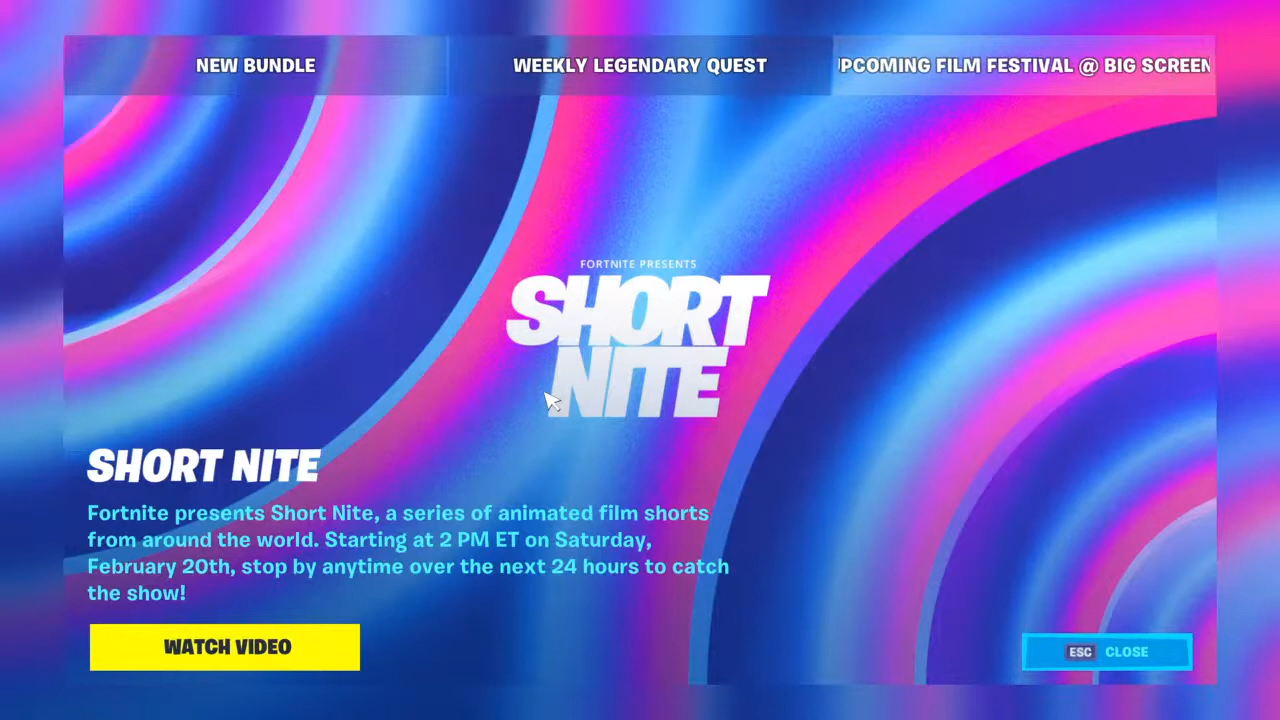 NEW BUNDLE
WEEKLY LEGENDARY QUEST
PCOMING FILM FESTIVAL @ BIG SCREEN
FORTNITE PRESENTS
SHORT
NITE
SHORT NITE
Fortnite presents Short Nite, a series of animated film shorts
from around the world. Starting at 2 PM ET on Saturday,
February 20th, stop by anytime over the next 24 hours to catch
the show!
WATCH VIDEO
ESC CLOSE